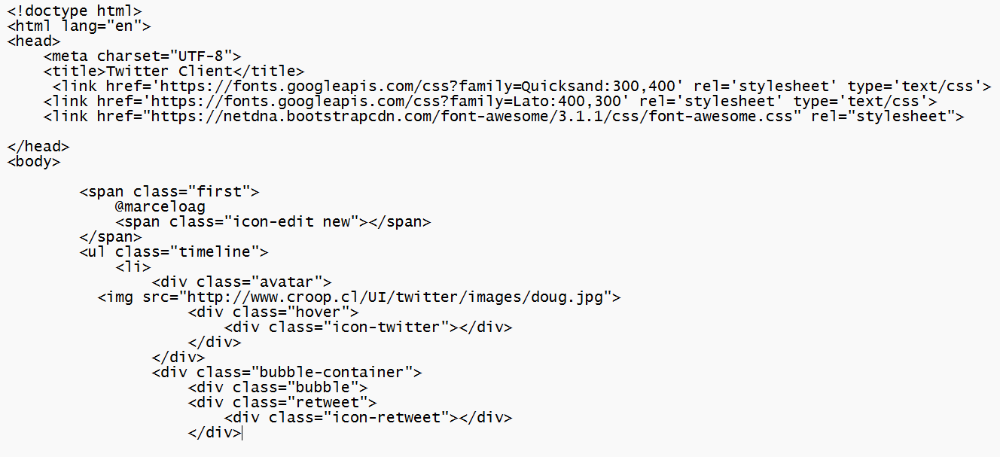 <!doctype html>
<html lang="en">
<head>
    <meta charset="UTF-8">
    <title>Twitter Client</title>
     <link href='https://fonts.googleapis.com/css?family=Quicksand:300,400' rel='stylesheet' type='text/css'>
    <link href='https://fonts.googleapis.com/css?family=Lato:400,300' rel='stylesheet' type='text/css'>
    <link href="https://netdna.bootstrapcdn.com/font-awesome/3.1.1/css/font-awesome.css" rel="stylesheet">

</head>
<body>

        <span class="first">
            @marceloag
            <span class="icon-edit new"></span>
        </span>
        <ul class="timeline">
            <li>
                <div class="avatar">
          <img src="http://www.croop.cl/UI/twitter/images/doug.jpg">
                    <div class="hover">
                        <div class="icon-twitter"></div>
                    </div>
                </div>
                <div class="bubble-container">
                    <div class="bubble">
                    <div class="retweet">
                        <div class="icon-retweet"></div>
                    </div>